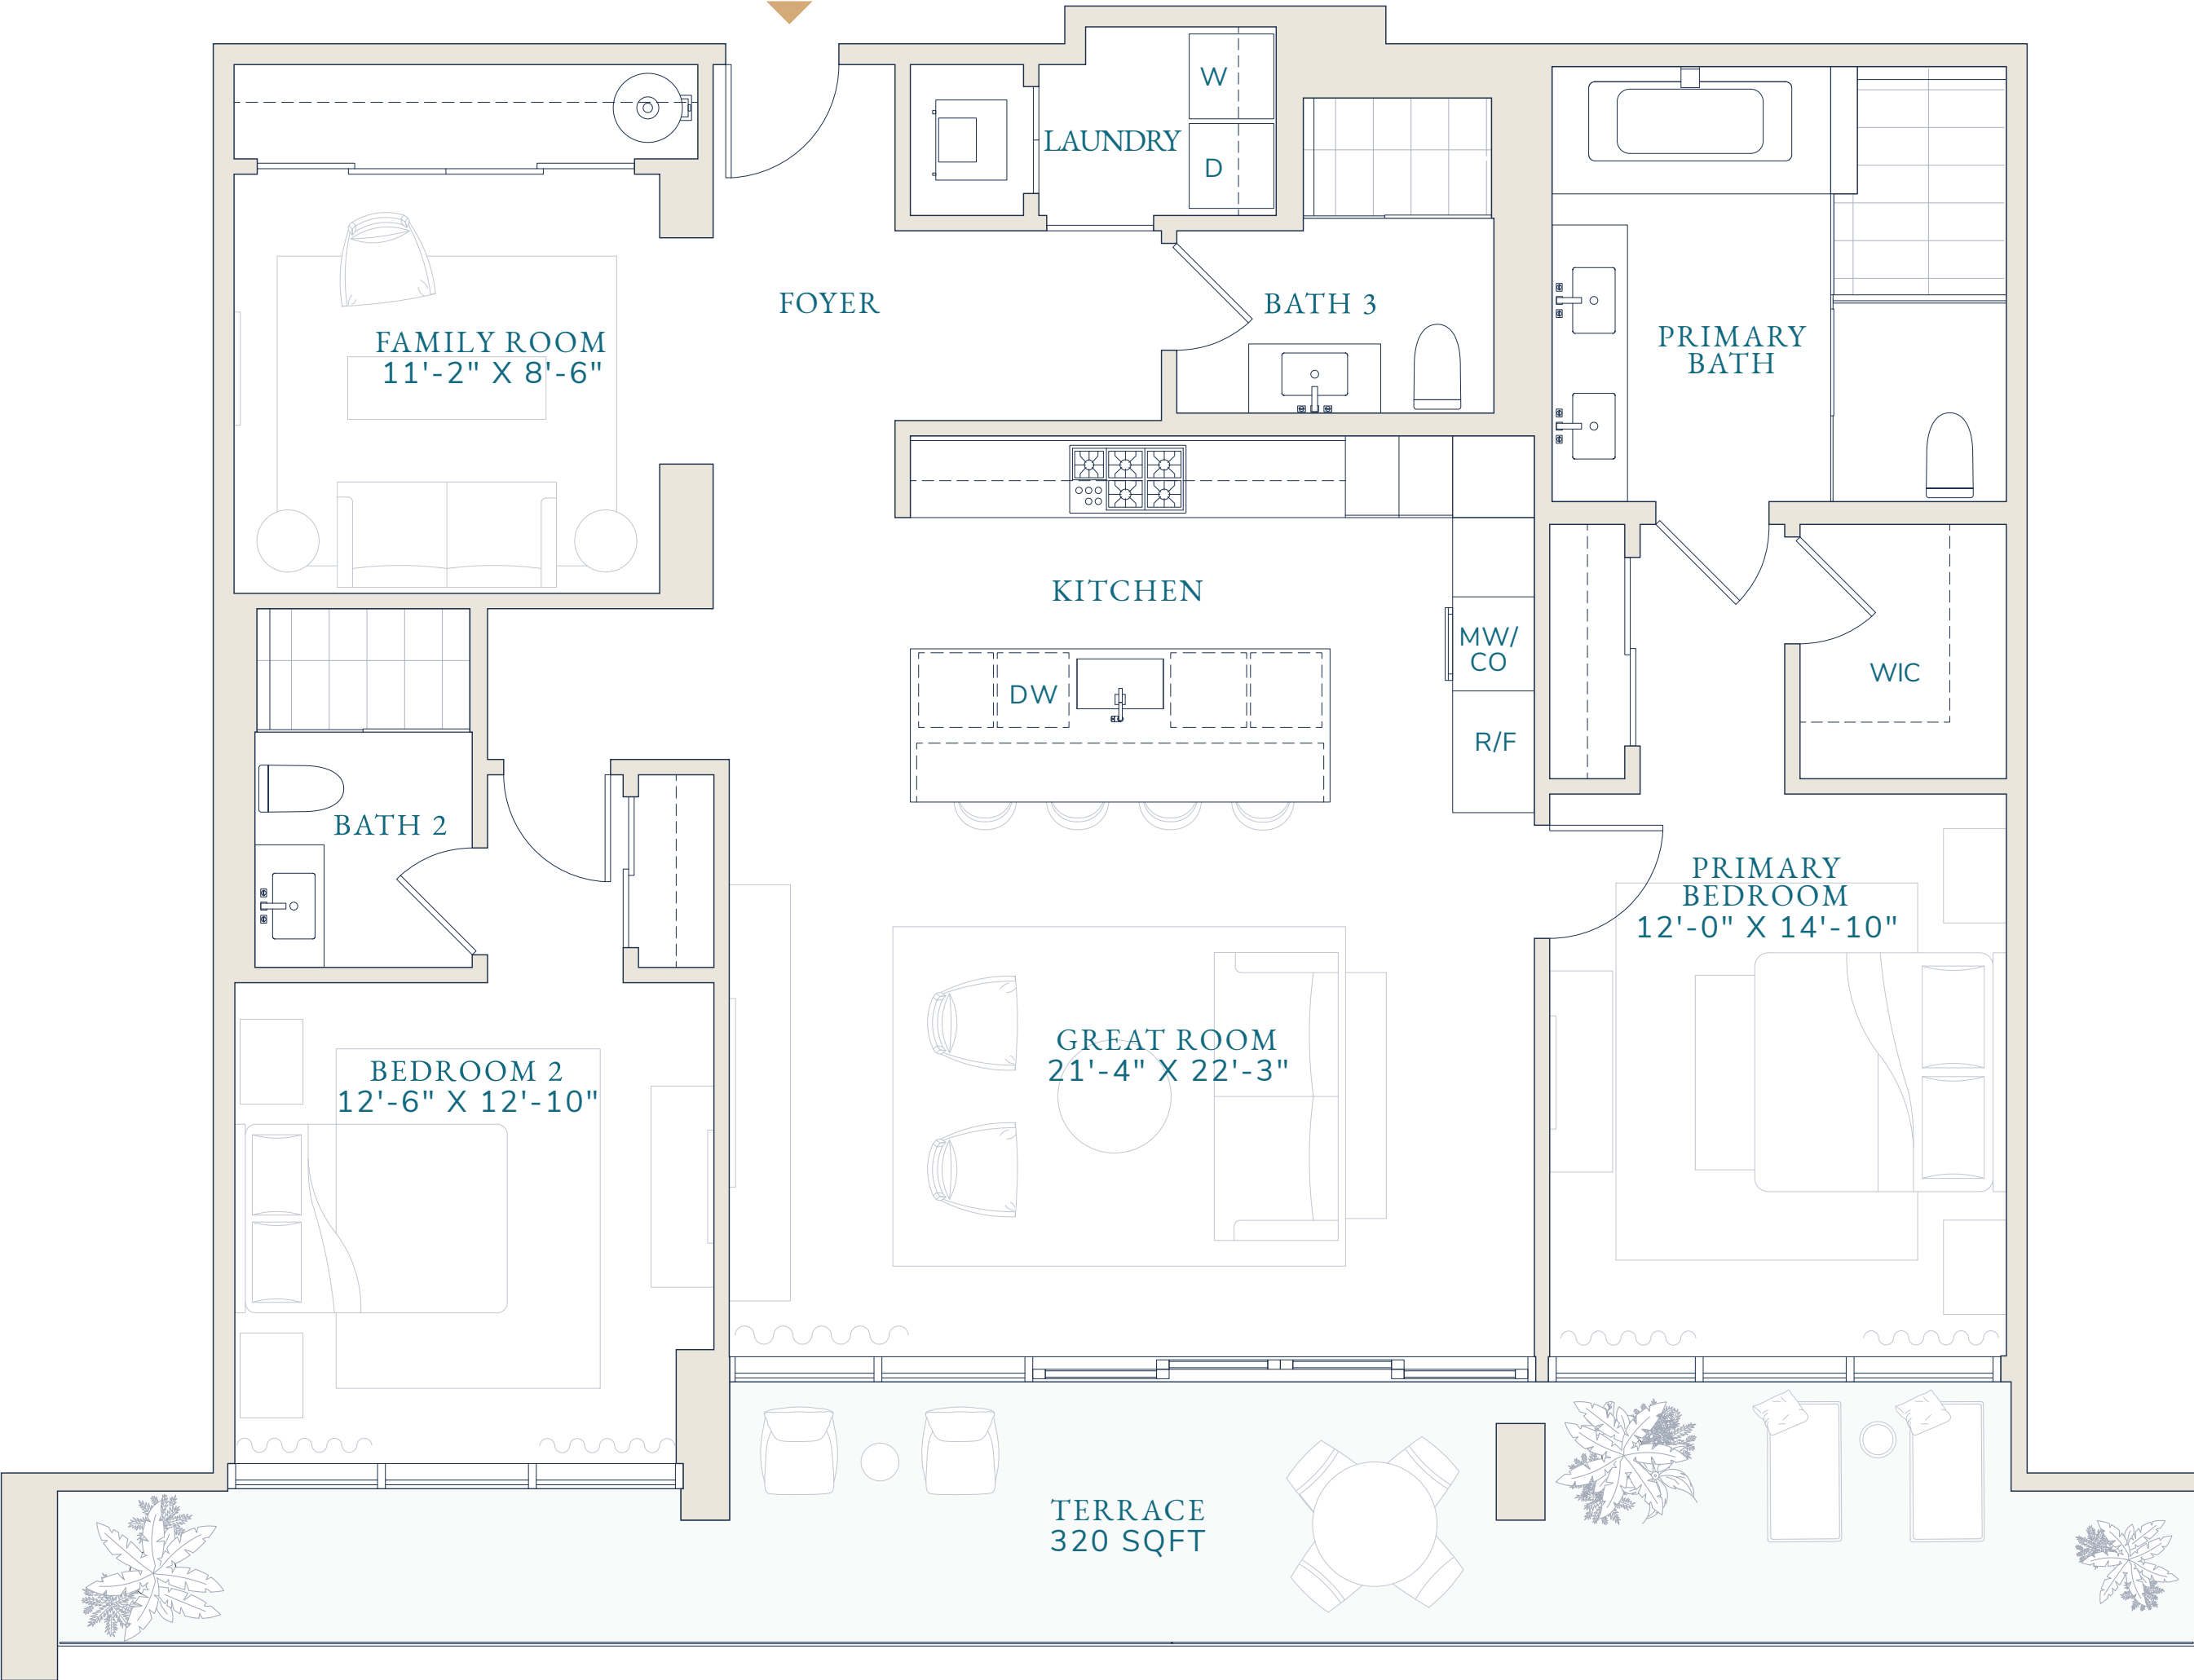 W
LAUNDRY
D
FOYER
BATH 3
FAMILY ROOM
11'-2" X 8'-6"
PRIMARY
BATH
KITCHEN
MW/
CO
DW
WIC
R/F
BATH 2
PRIMARY
BEDROOM
12'-0" X 14'-10"
GREAT ROOM
21'-4" X 22'-3"
BEDROOM 2
12'-6" X 12'-10"
TERRACE
320 SQFT